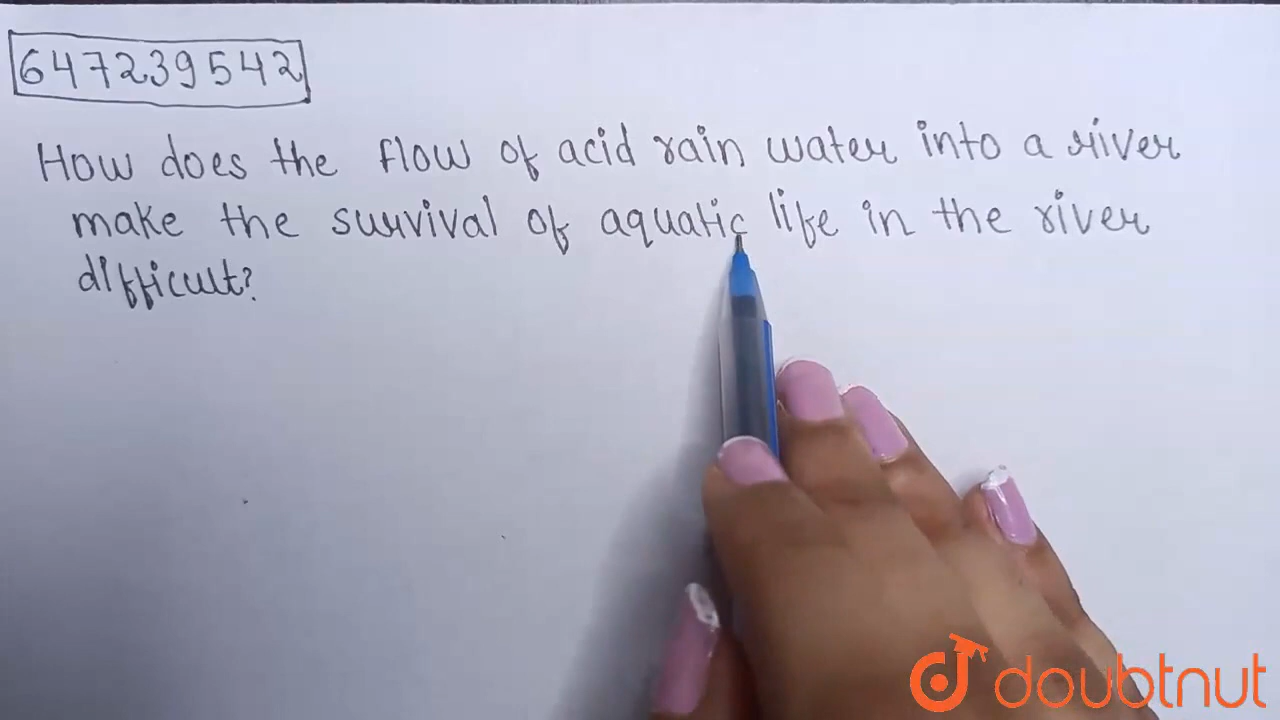 647239542
How does the flow of acid rain water into a river
make the survival of aquatic life in the river
difficult?
doubtnut